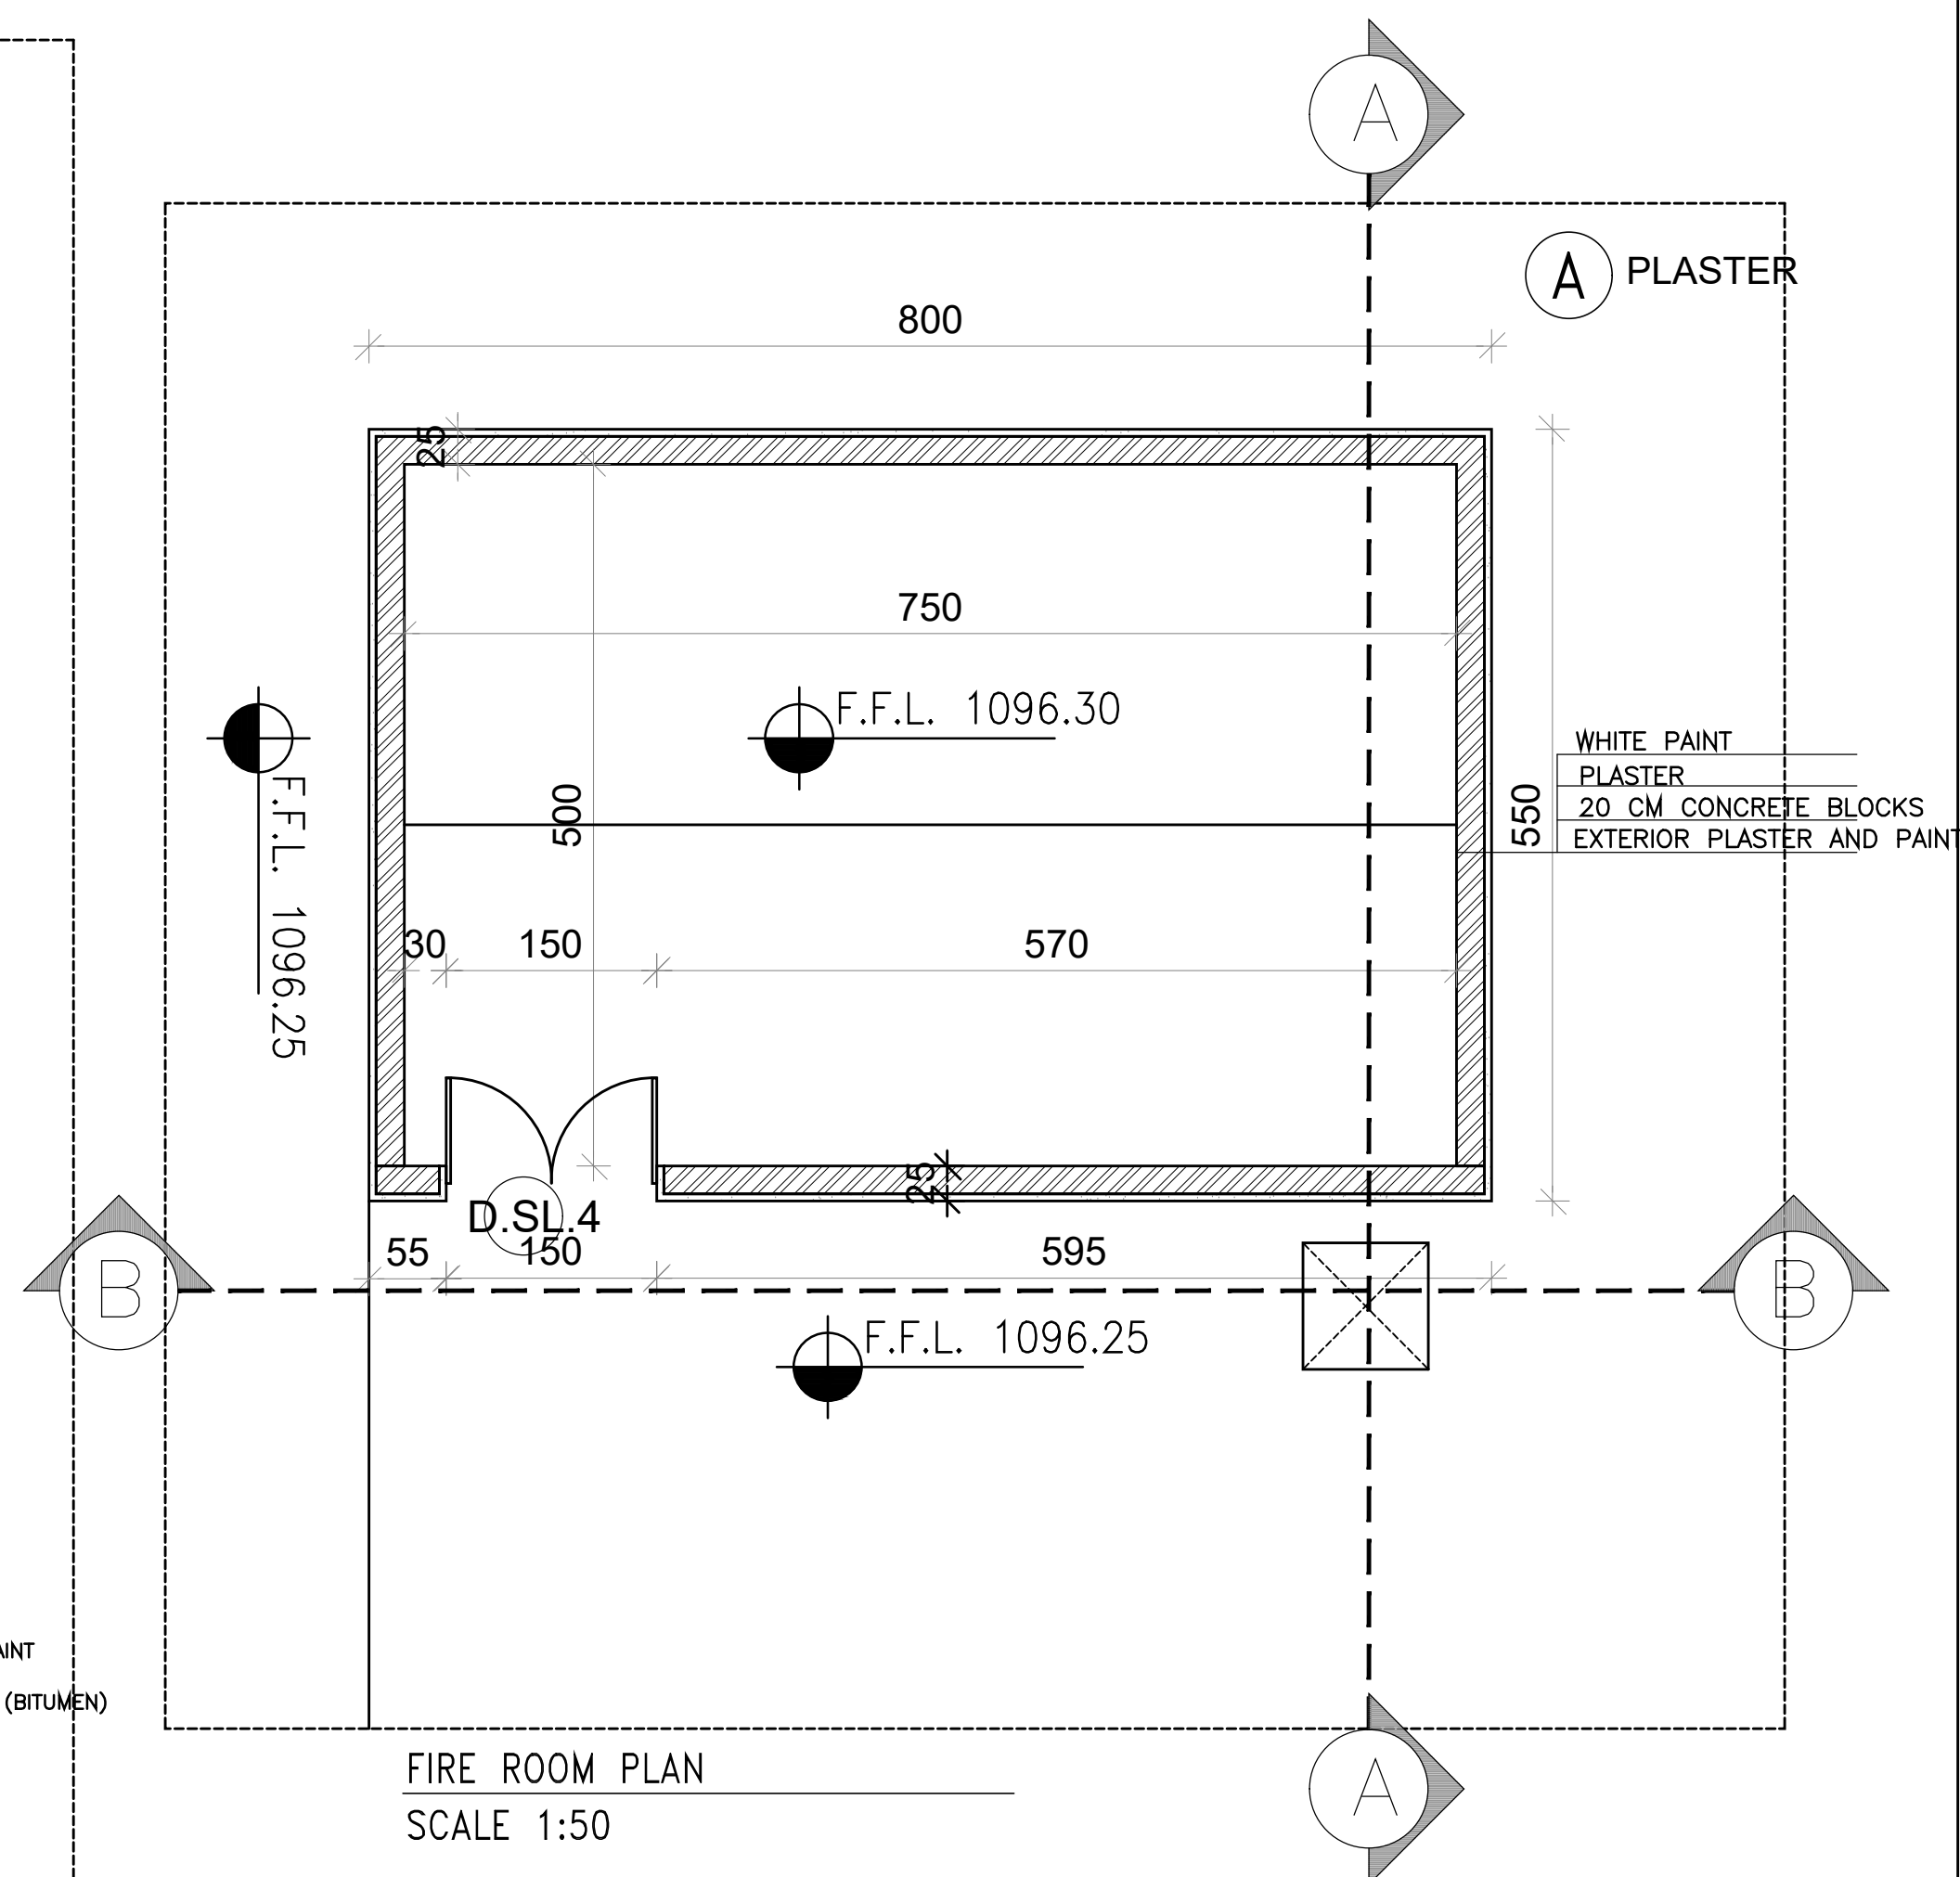 A
A PLASTER
800
25
750
F.F.L. 1096.30
WHITE PAINT
PLASTER
20 CM CONCRETE BLOCKS
EXTERIOR PLASTER AND PAINT
500
550
F.F.L. 1096.25
30
150
570
25
D.SL.4
55
150
595
B
B
F.F.L. 1096.25
AINT
(BITUMEN)
FIRE ROOM PLAN
SCALE 1:50
A